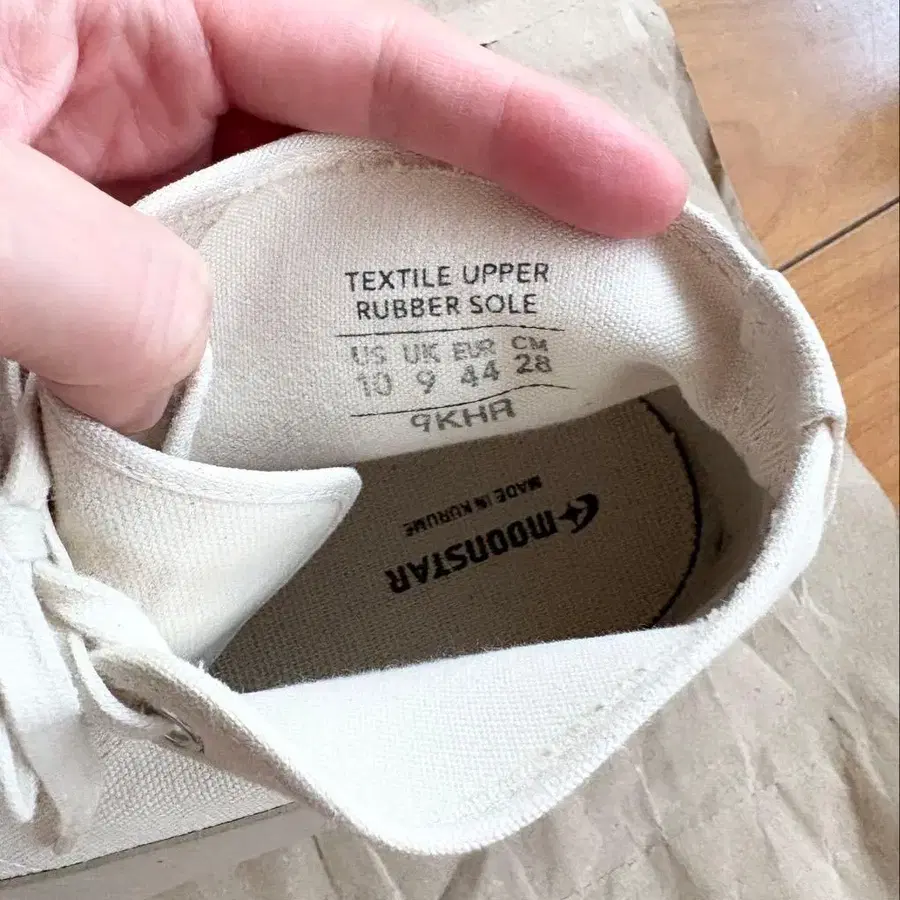 TEXTILE UPPER
RUBBER SOLE
US UK EUR CM
10 9 44 28
9KHR
MOONSTAR
MADE IN KURUME